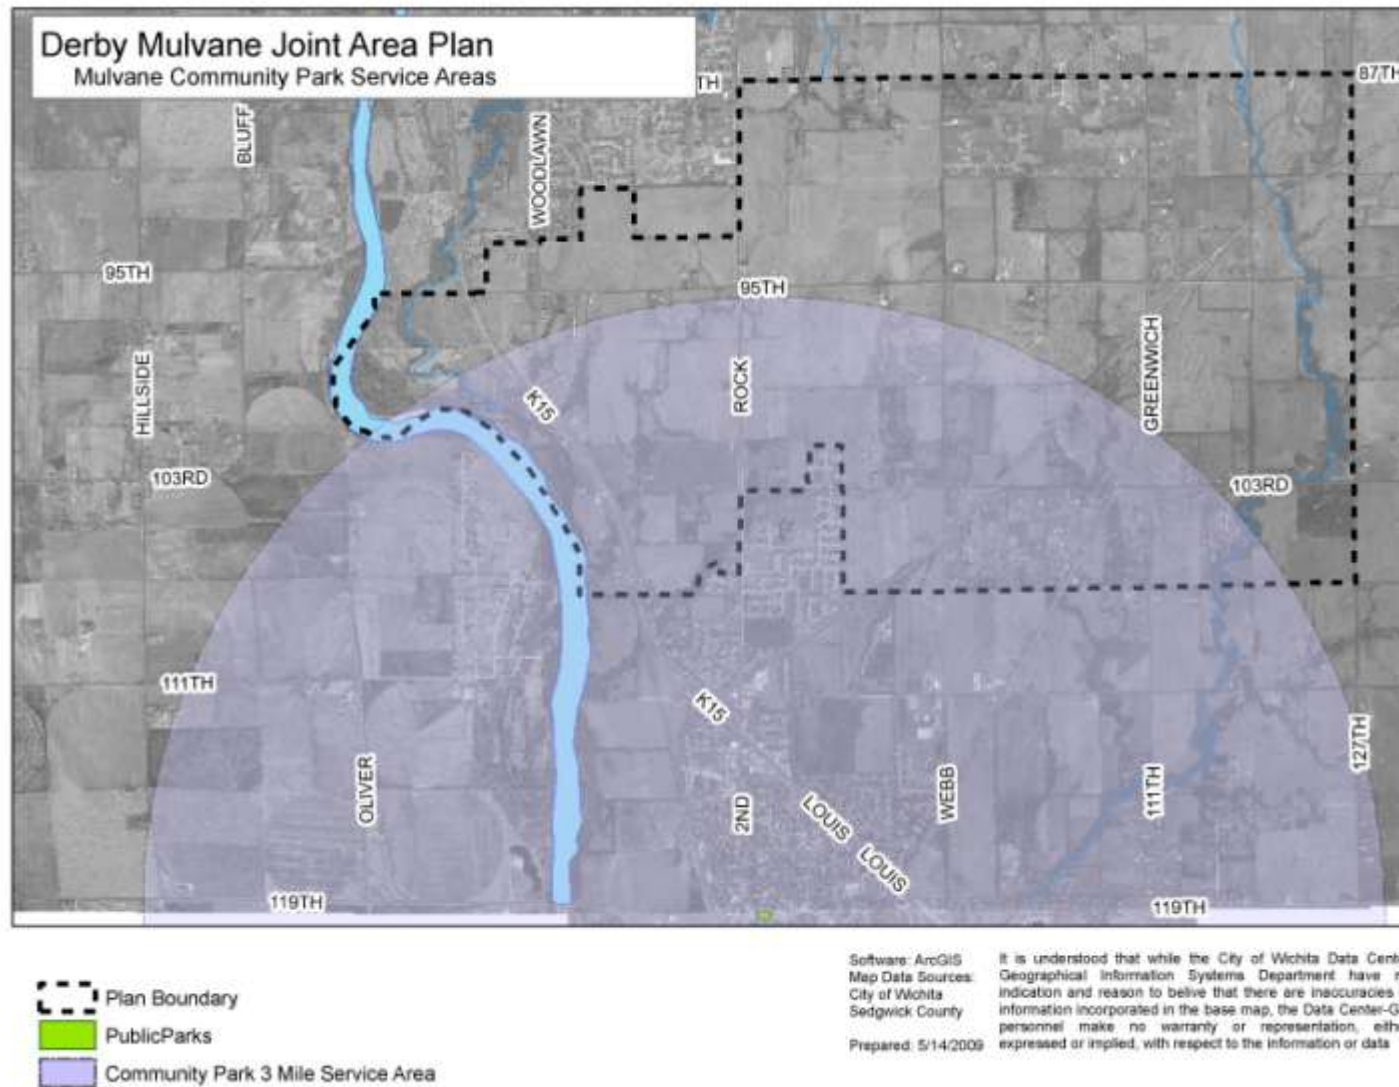 Derby Mulvane Joint Area Plan
Mulvane Community Park Service Areas
TH
87TH
BLUFF
WOODLAWN
95TH
95TH
HILLSIDE
K15
ROCK
GREENWICH
103RD
103RD
111TH
K15
OLIVER
2ND
LOUIS
LOUIS
WEBB
111TH
127TH
119TH
119TH
Plan Boundary
PublicParks
Community Park 3 Mile Service Area
Software: ArcGIS
Map Data Sources:
City of Wichita
Sedgwick County
Prepared: 5/14/2009
It is understood that while the City of Wichita Data Cent
Geographical Information Systems Department have n
indication and reason to belive that there are inaccuracies
information incorporated in the base map, the Data Center-G
personnel make no warranty or representation, eith
expressed or implied, with respect to the information or data